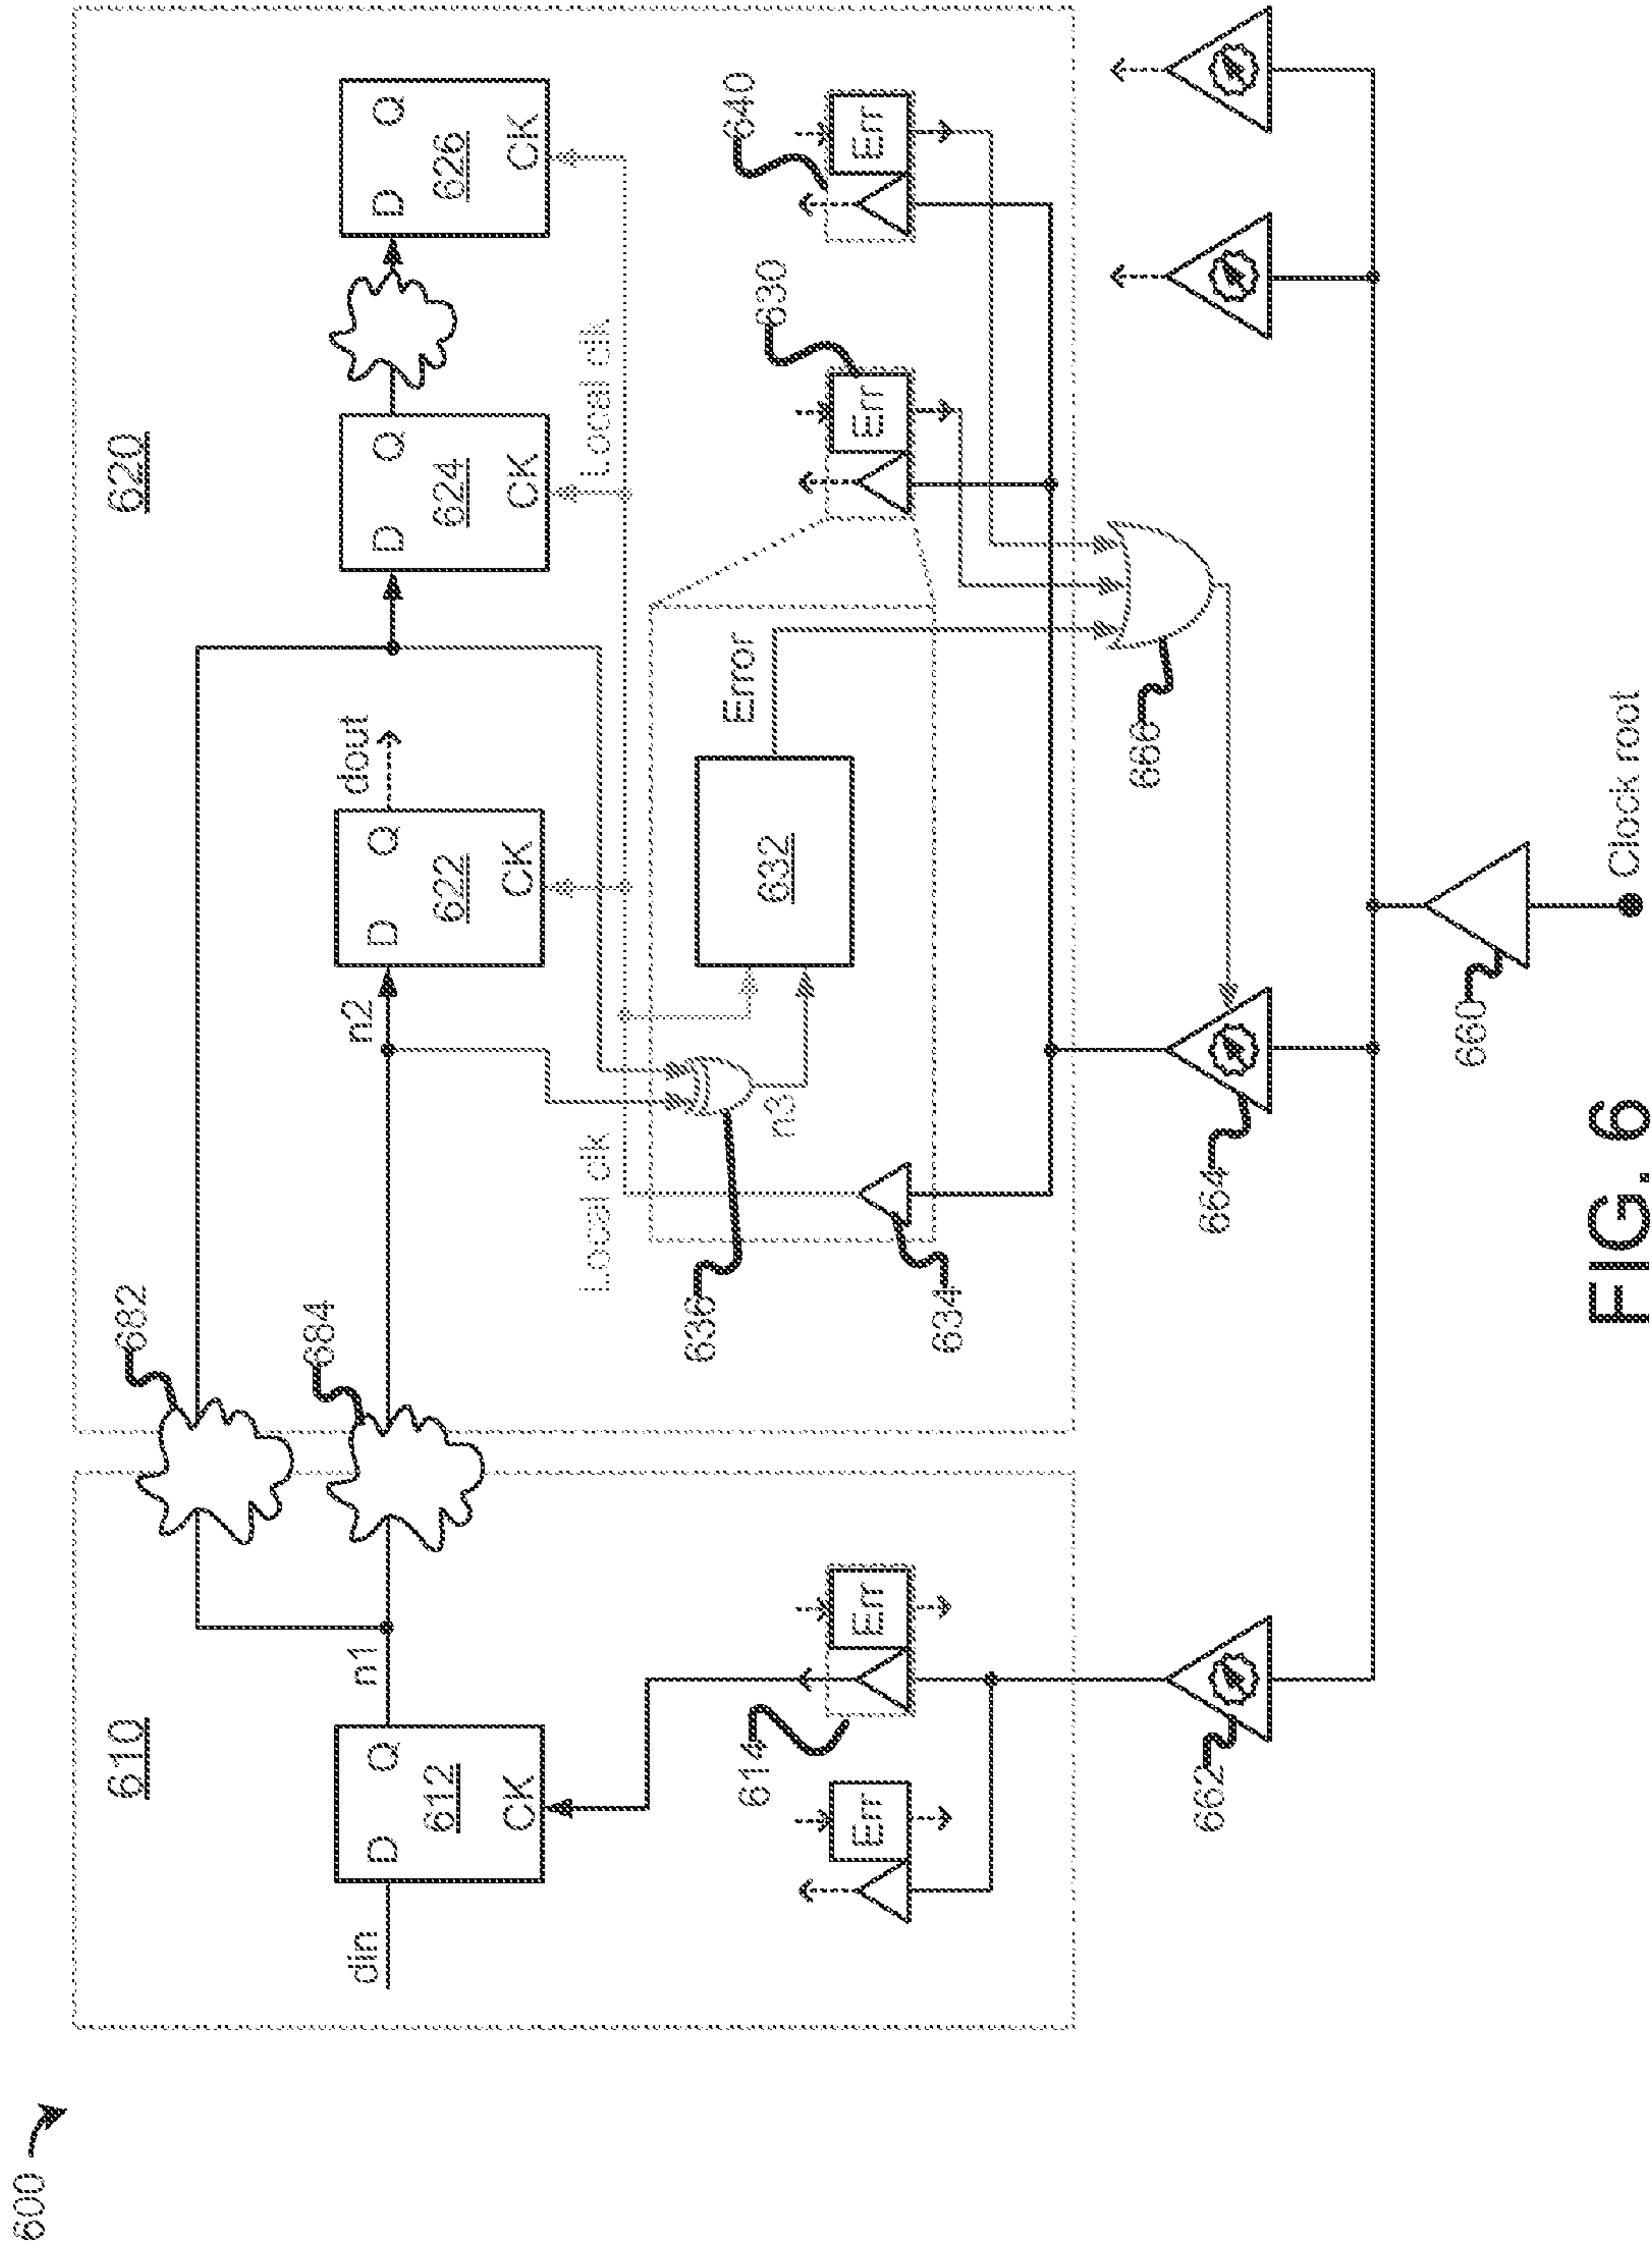 600
610
din
D
Q
612
CK
n1
614
Err
Err
662
682
684
620
n2
D
Q
622
CK
dout
D
Q
624
CK
D
Q
626
CK
Local clk
Local clk
636
634
n3
632
Error
630
Err
640
Err
664
666
660
Clock root
FIG. 6